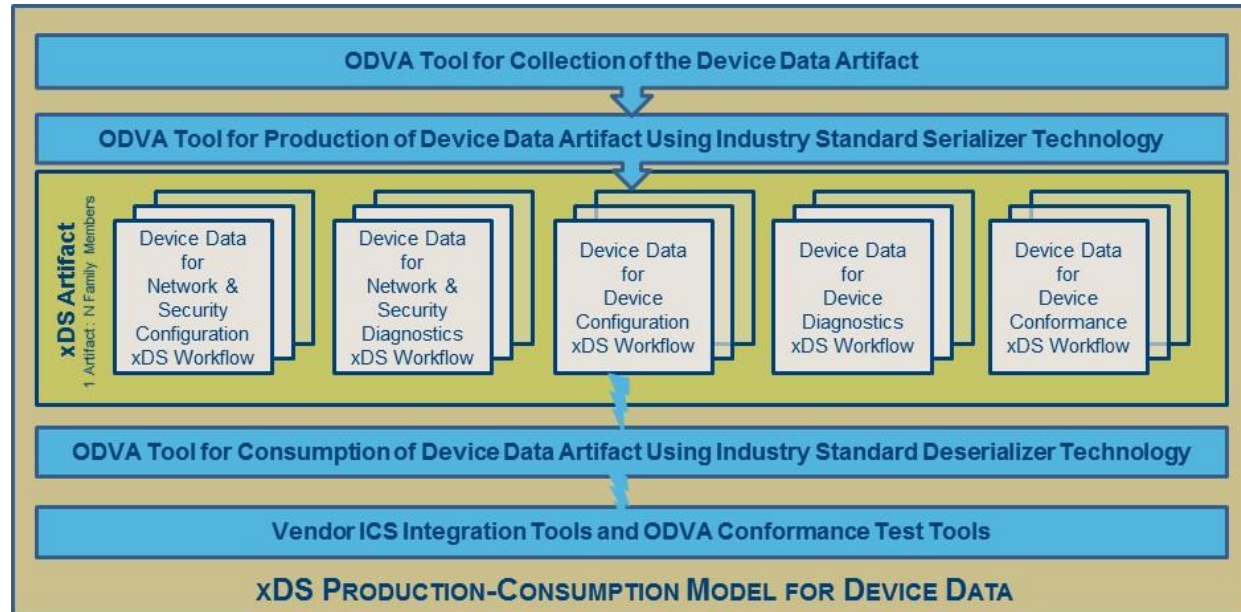 ODVA Tool for Collection of the Device Data Artifact
ODVA Tool for Production of Device Data Artifact Using Industry Standard Serializer Technology
xDS Artifact
1 Artifact: N Family Members
Device Data
for
Network &
Security
Configuration
xDS Workflow
Device Data
for
Network &
Security
Diagnostics
xDS Workflow
Device Data
for
Device
Configuration
xDS Workflow
Device Data
for
Device
Diagnostics
xDS Workflow
Device Data
for
Device
Conformance
xDS Workflow
ODVA Tool for Consumption of Device Data Artifact Using Industry Standard Deserializer Technology
Vendor ICS Integration Tools and ODVA Conformance Test Tools
xDS PRODUCTION-CONSUMPTION MODEL FOR DEVICE DATA